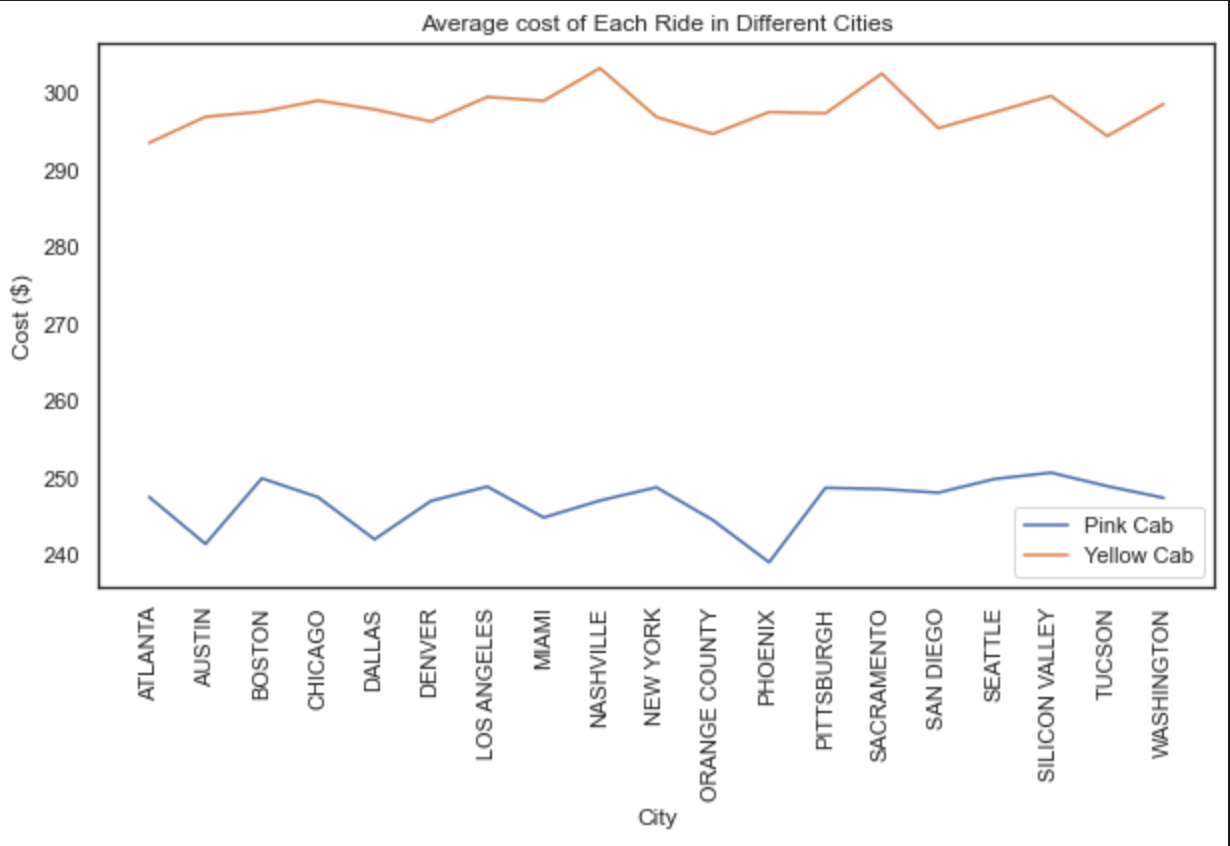 Average cost of Each Ride in Different Cities
Cost ($)
300
290
280
270
260
250
240
Pink Cab
Yellow Cab
ATLANTA
AUSTIN
BOSTON
CHICAGO
DALLAS
DENVER
LOS ANGELES
MIAMI
NASHVILLE
NEW YORK
ORANGE COUNTY
PHOENIX
PITTSBURGH
SACRAMENTO
SAN DIEGO
SEATTLE
SILICON VALLEY
TUCSON
WASHINGTON
City